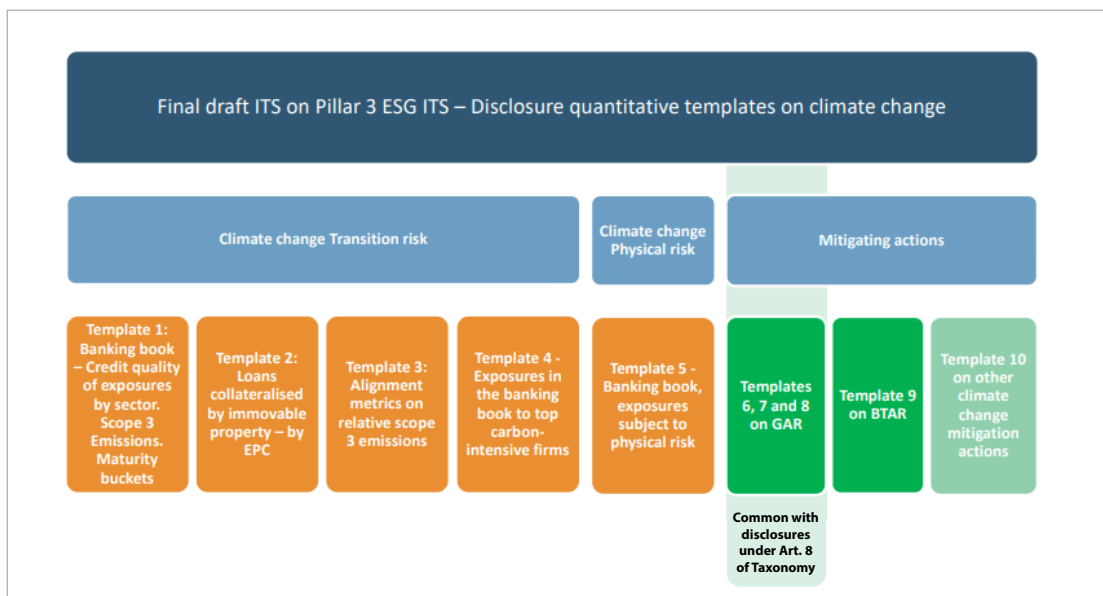 Final draft ITS on Pillar 3 ESG ITS – Disclosure quantitative templates on climate change
Climate change Transition risk
Climate change
Physical risk
Mitigating actions
Template 1:
Banking book
– Credit quality
of exposures
by sector.
Scope 3
Emissions.
Maturity
buckets
Template 2:
Loans
collateralised
by immovable
property – by
EPC
Template 3:
Alignment
metrics on
relative scope
3 emissions
Template 4 -
Exposures in
the banking
book to top
carbon-
intensive firms
Template 5 -
Banking book,
exposures
subject to
physical risk
Templates
6, 7 and 8
on GAR
Template 9
on BTAR
Template 10
on other
climate
change
mitigation
actions
Common with
disclosures
under Art. 8
of Taxonomy